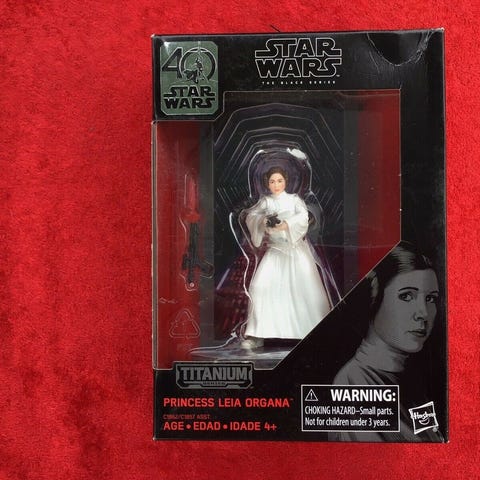 40
STAR
WARS
STAR
WARS
THE BLACK SERIES
TITANIUM
SERIES
PRINCESS LEIA ORGANA™
C1862/C1857 ASST.
AGE • EDAD • IDADE 4+
WARNING:
CHOKING HAZARD–Small parts.
Not for children under 3 years.
Hasbro